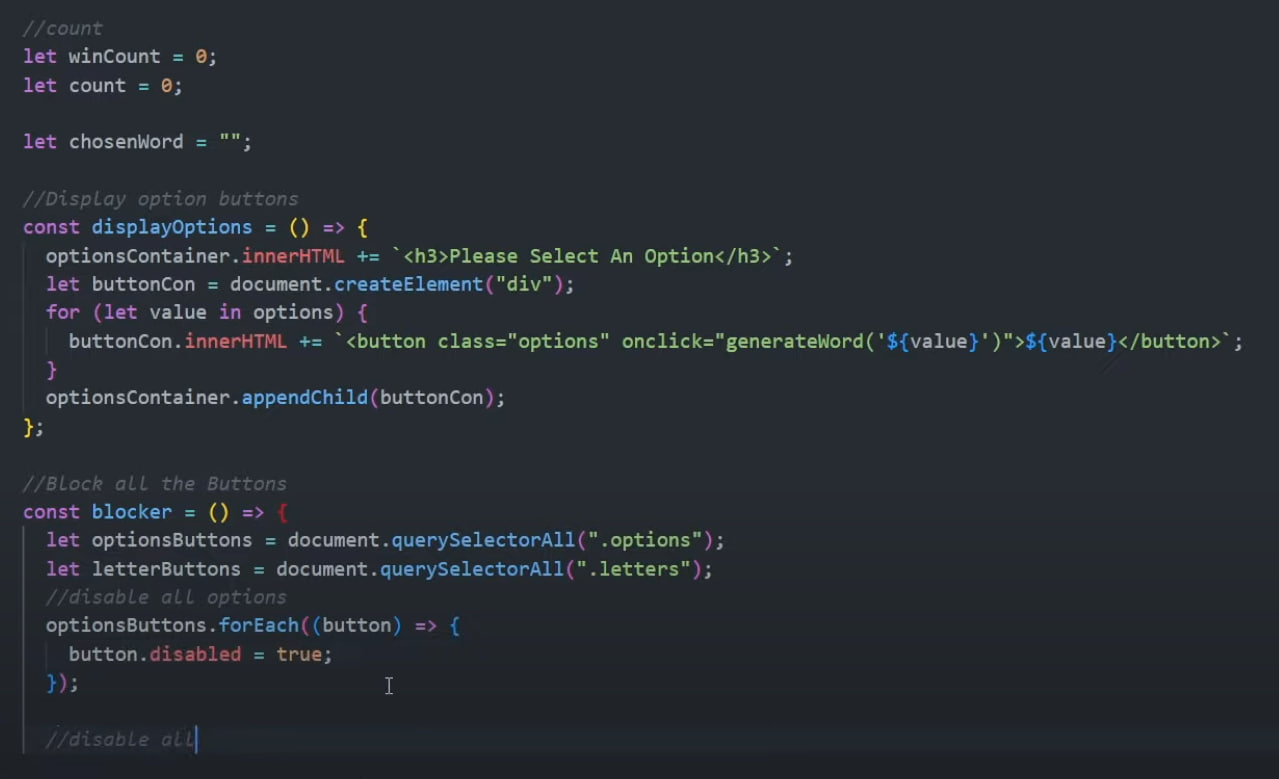 //count
let winCount = 0;
let count = 0;
let chosenWord = "";
//Display option buttons
const displayOptions = () => {
optionsContainer.innerHTML += `<h3>Please Select An Option</h3>`;
let buttonCon = document.createElement("div");
for (let value in options) {
buttonCon.innerHTML += `<button class="options" onclick="generateWord('${value}')">${value}</button>`;
}
optionsContainer.appendChild(buttonCon);
};
//Block all the Buttons
const blocker = () => {
let optionsButtons = document.querySelectorAll(".options");
let letterButtons = document.querySelectorAll(".letters");
//disable all options
optionsButtons.forEach((button) => {
button.disabled = true;
});
//disable all